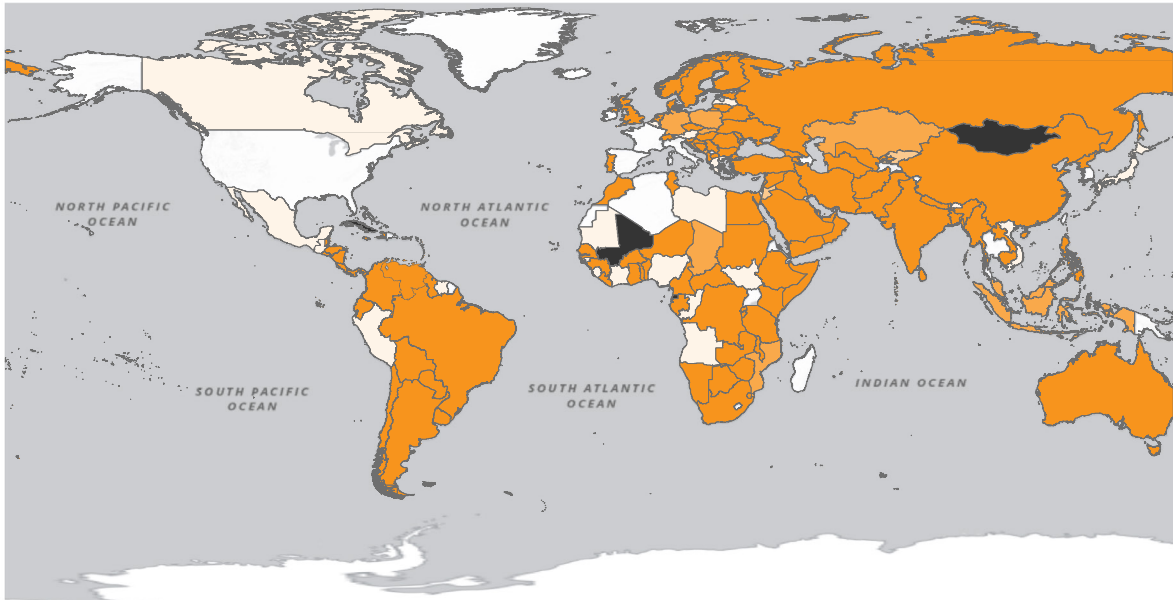 NORTH PACIFIC
OCEAN
NORTH ATLANTIC
OCEAN
SOUTH PACIFIC
OCEAN
SOUTH ATLANTIC
OCEAN
INDIAN OCEAN